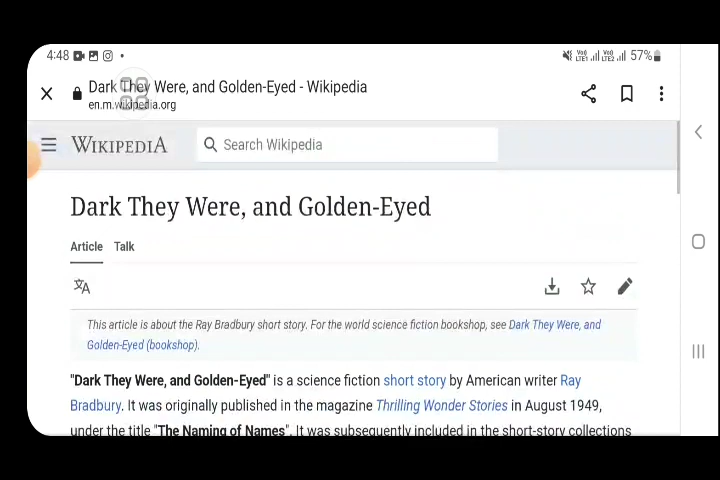 4:48
57%
Dark They Were, and Golden-Eyed - Wikipedia
en.m.wikipedia.org
WIKIPEDIA
Search Wikipedia
Dark They Were, and Golden-Eyed
Article Talk
This article is about the Ray Bradbury short story. For the world science fiction bookshop, see Dark They Were, and
Golden-Eyed (bookshop).
"Dark They Were, and Golden-Eyed" is a science fiction short story by American writer Ray
Bradbury. It was originally published in the magazine Thrilling Wonder Stories in August 1949,
under the title "The Naming of Names". It was subsequently included in the short-story collections